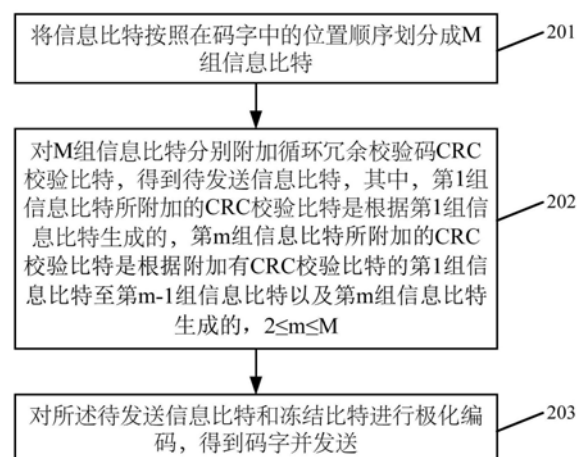 将信息比特按照在码字中的位置顺序划分成M
组信息比特
201
对M组信息比特分别附加循环冗余校验码CRC
校验比特，得到待发送信息比特，其中，第1组
信息比特所附加的CRC校验比特是根据第1组信
息比特生成的，第m组信息比特所附加的CRC
校验比特是根据附加有CRC校验比特的第1组信
息比特至第m-1组信息比特以及第m组信息比特
生成的，2≤m≤M
202
对所述待发送信息比特和冻结比特进行极化编
码，得到码字并发送
203